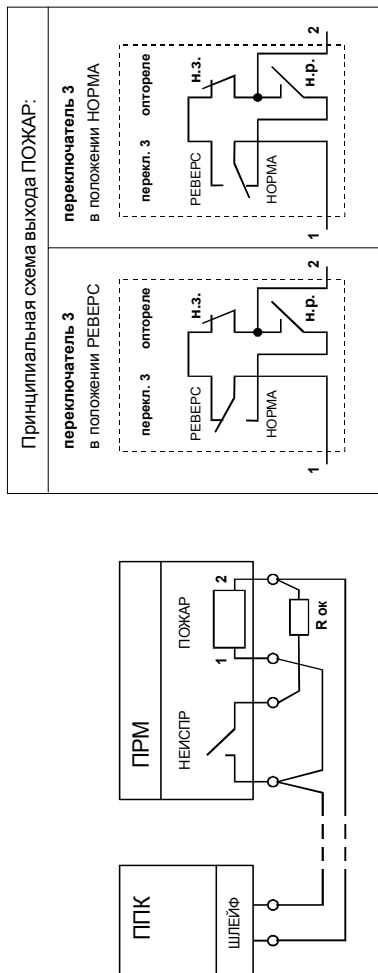 Принципиальная схема выхода ПОЖАР:
переключатель 3
в положении РЕВЕРС
перекл. 3 оптореле
РЕВЕРС
н.з.
НОРМА
н.р.
1
2
переключатель 3
в положении НОРМА
перекл. 3 оптореле
РЕВЕРС
н.з.
НОРМА
н.р.
1
2
ППК
ШЛЕЙФ
ПРМ
НЕИСПР
ПОЖАР
1
2
R ок